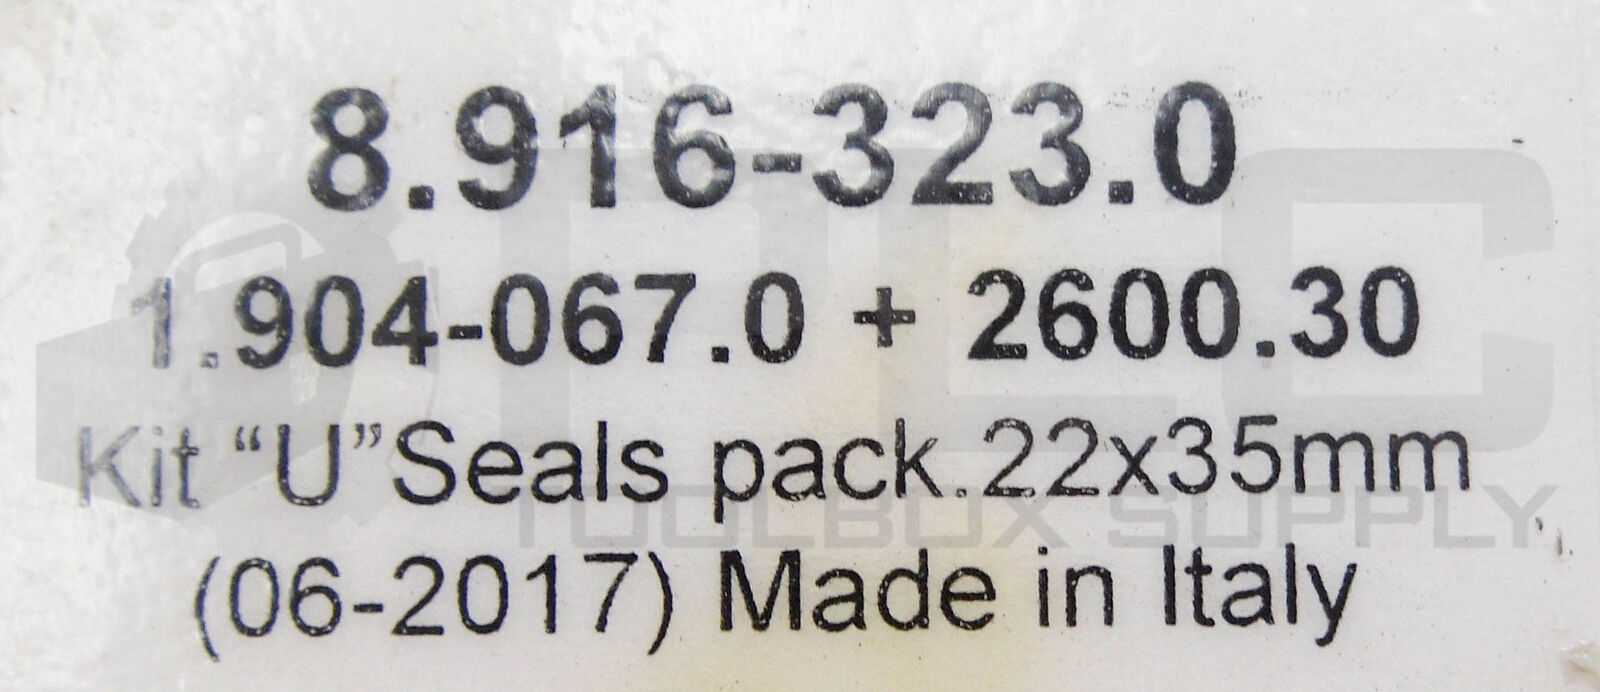 8.916-323.0
1.904-067.0 + 2600.30
Kit “U”Seals pack.22x35mm
(06-2017) Made in Italy
PLC
TOOLBOX SUPPLY